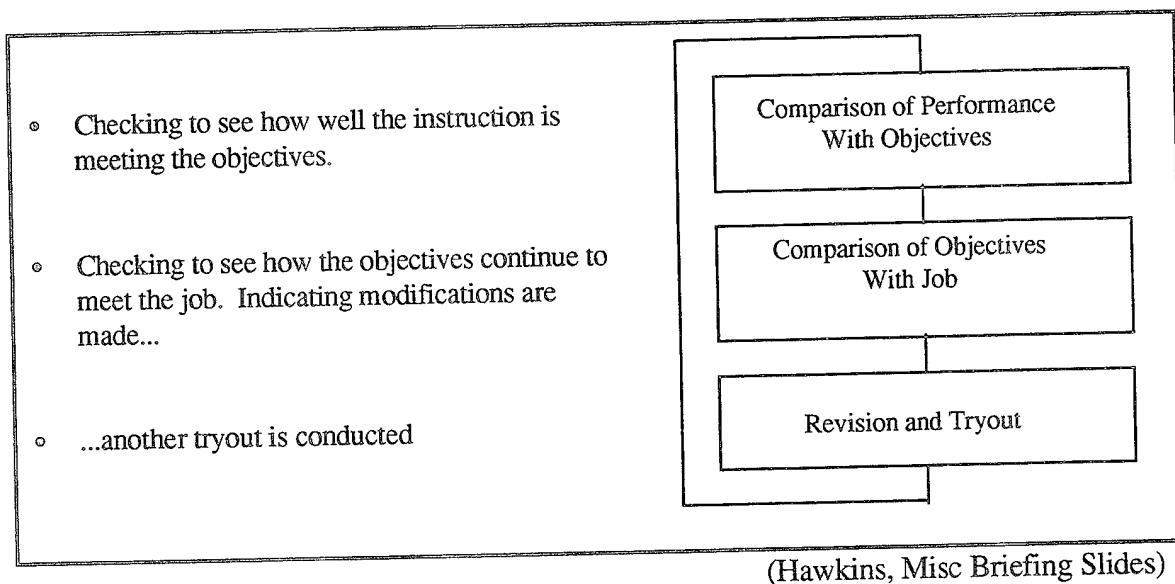 Checking to see how well the instruction is
meeting the objectives.
Checking to see how the objectives continue to
meet the job. Indicating modifications are
made...
...another tryout is conducted
Comparison of Performance
With Objectives
Comparison of Objectives
With Job
Revision and Tryout
(Hawkins, Misc Briefing Slides)